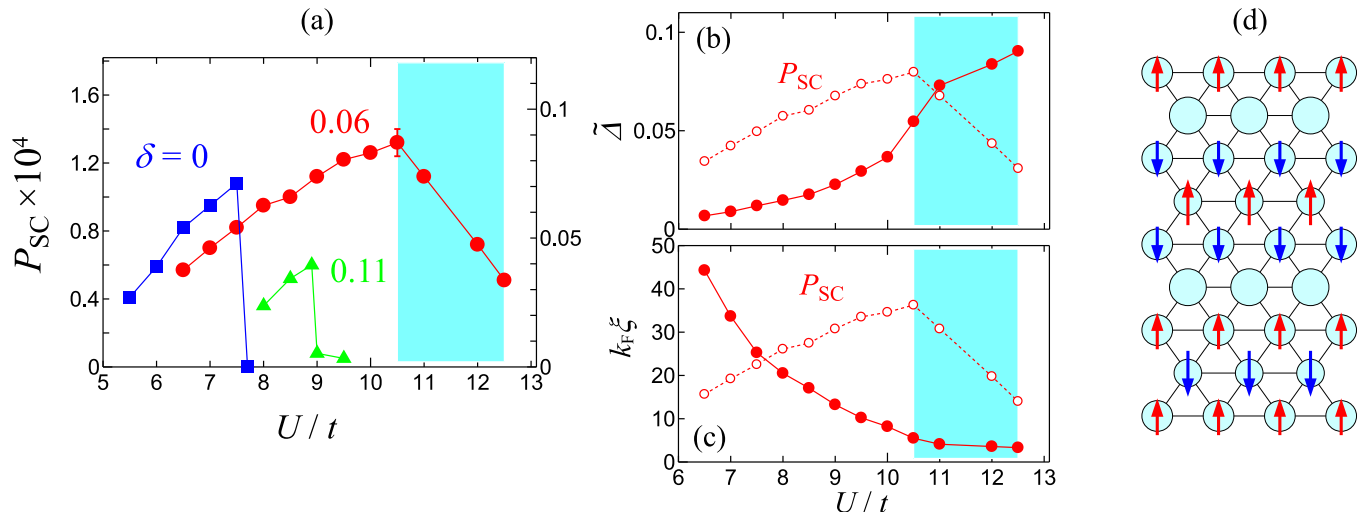 (a)
P_SC ×10^4
1.6
1.2
0.8
0.4
0
δ = 0
0.06
0.11
0.1
0.05
0
5 6 7 8 9 10 11 12 13
U / t
(b)
Δ̃
0.1
0.05
0
P_SC
(c)
k_F ξ
50
40
30
20
10
0
P_SC
6 7 8 9 10 11 12 13
U / t
(d)